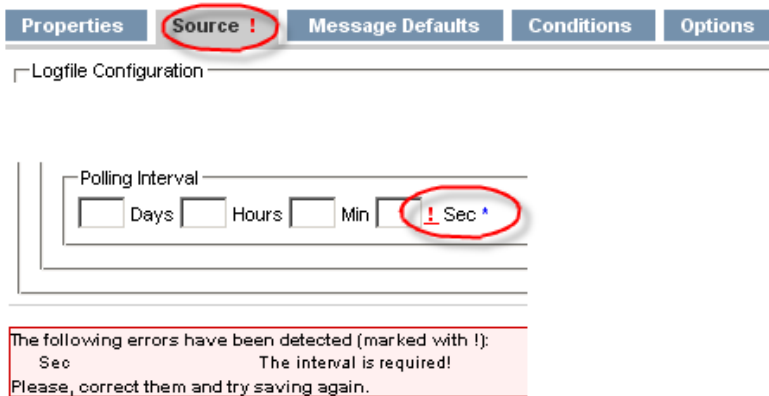 Properties Source ! Message Defaults Conditions Options
Logfile Configuration
Polling Interval
Days Hours Min ! Sec *
The following errors have been detected (marked with !):
Sec The interval is required!
Please, correct them and try saving again.